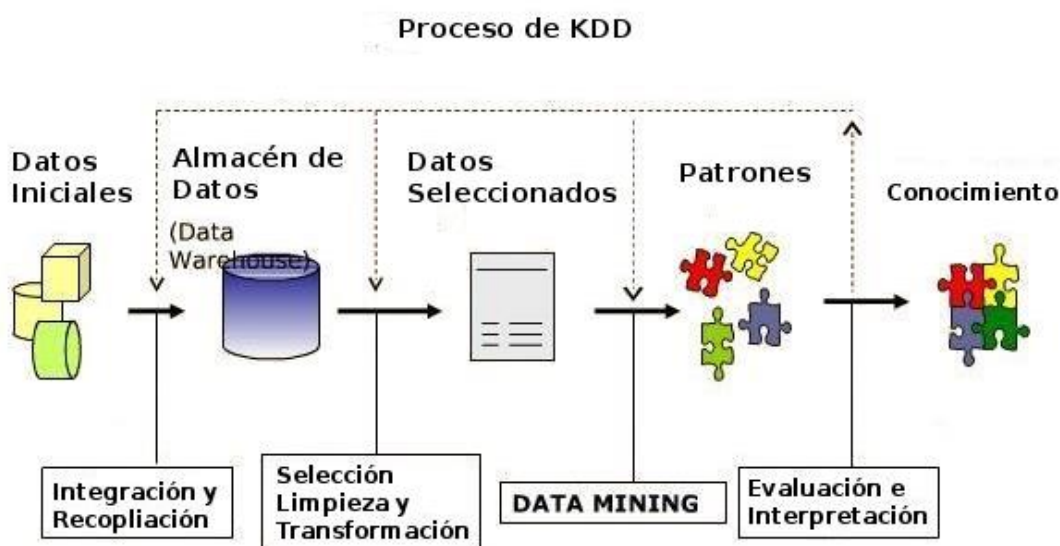 Proceso de KDD
Datos
Iniciales
Almacén de
Datos
(Data
Warehouse)
Datos
Seleccionados
Patrones
Conocimiento
Integración y
Recopliación
Selección
Limpieza y
Transformación
DATA MINING
Evaluación e
Interpretación